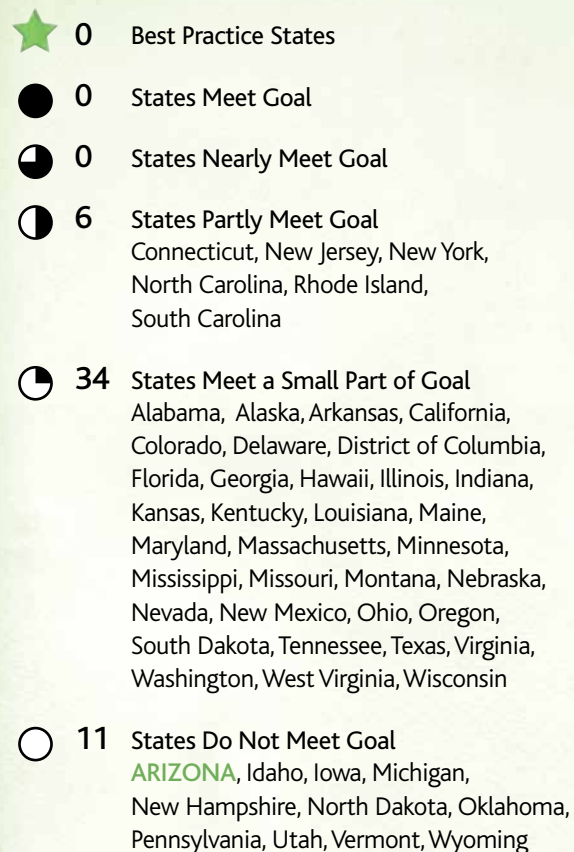 0 Best Practice States
0 States Meet Goal
0 States Nearly Meet Goal
6 States Partly Meet Goal
Connecticut, New Jersey, New York,
North Carolina, Rhode Island,
South Carolina
34 States Meet a Small Part of Goal
Alabama, Alaska, Arkansas, California,
Colorado, Delaware, District of Columbia,
Florida, Georgia, Hawaii, Illinois, Indiana,
Kansas, Kentucky, Louisiana, Maine,
Maryland, Massachusetts, Minnesota,
Mississippi, Missouri, Montana, Nebraska,
Nevada, New Mexico, Ohio, Oregon,
South Dakota, Tennessee, Texas, Virginia,
Washington, West Virginia, Wisconsin
11 States Do Not Meet Goal
ARIZONA, Idaho, Iowa, Michigan,
New Hampshire, North Dakota, Oklahoma,
Pennsylvania, Utah, Vermont, Wyoming